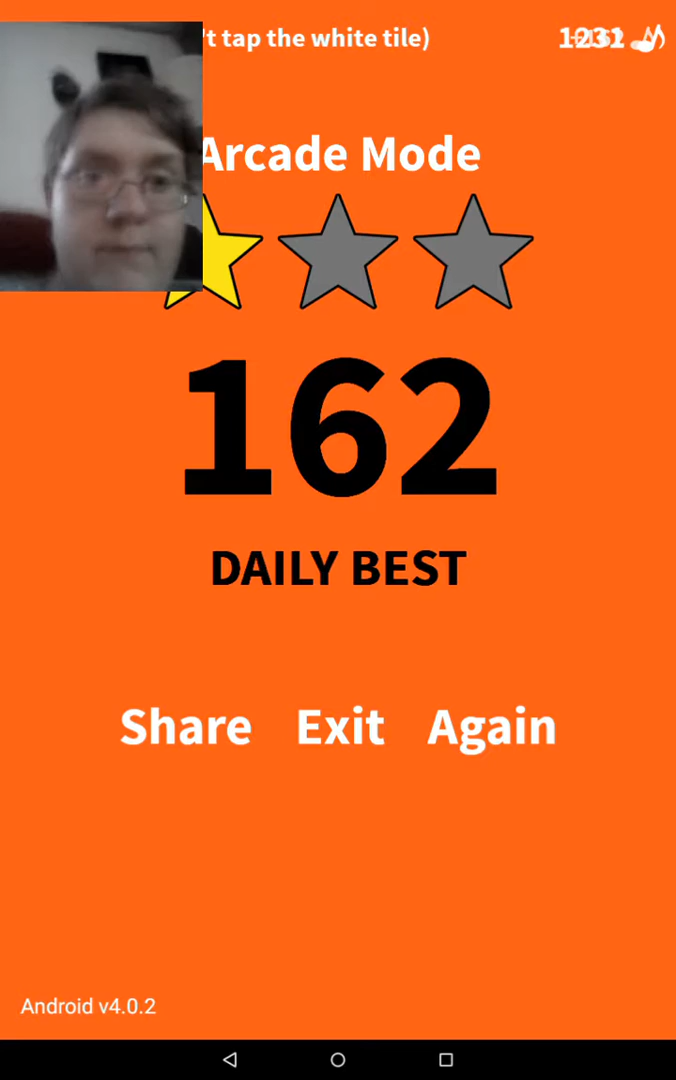 't tap the white tile)
Arcade Mode
162
DAILY BEST
Share Exit Again
Android v4.0.2